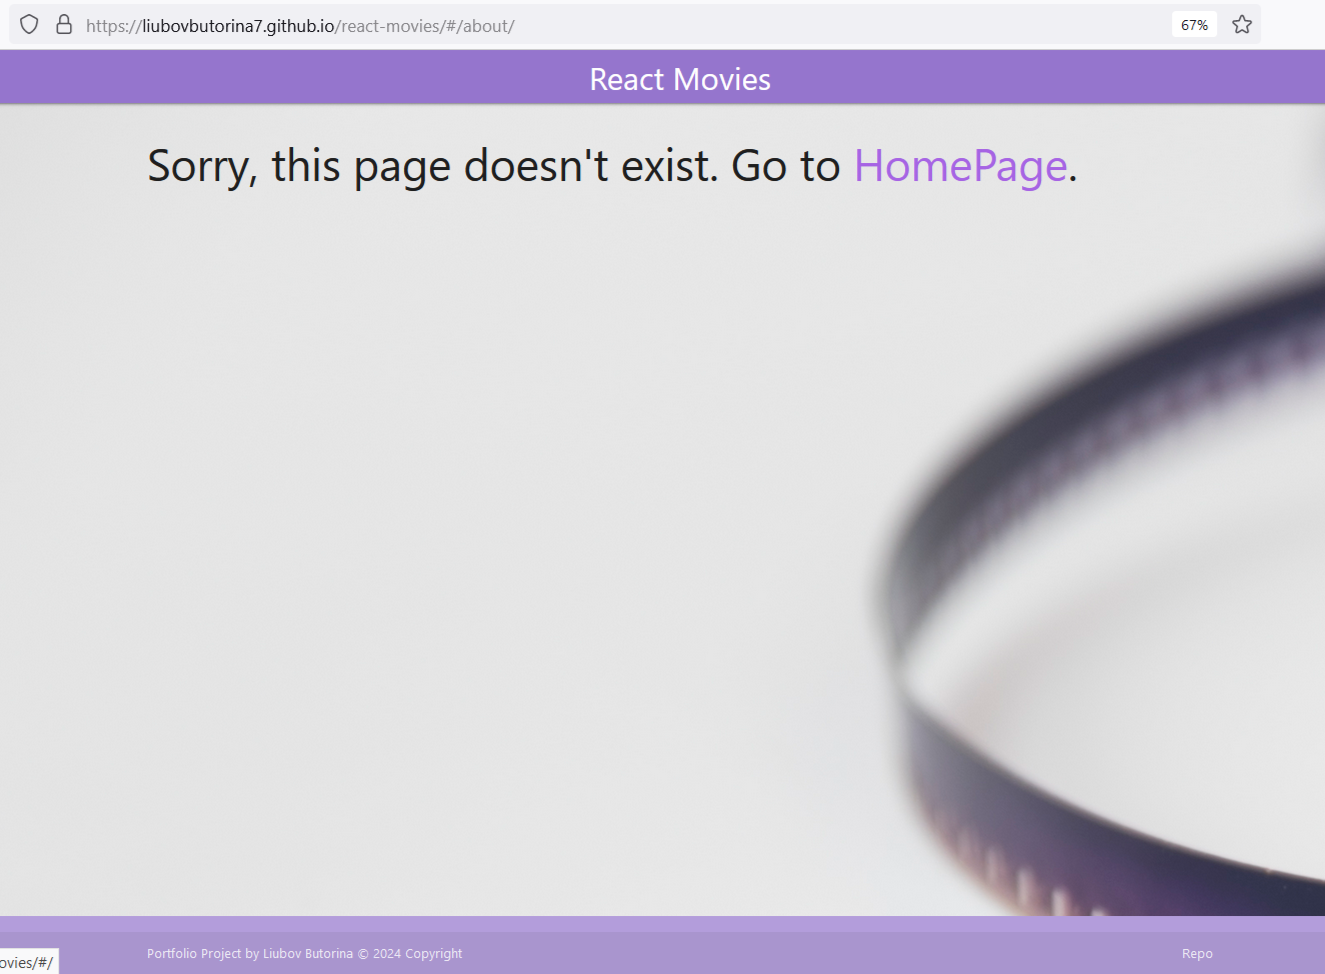 https://liubovbutorina7.github.io/react-movies/#/about/
67%
React Movies
Sorry, this page doesn't exist. Go to HomePage.
Portfolio Project by Liubov Butorina © 2024 Copyright
Repo
ovies/#/